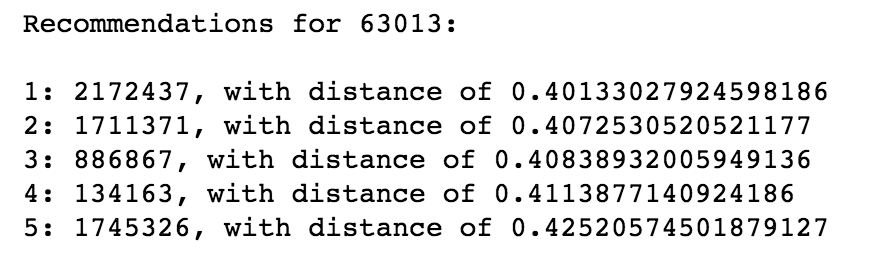 Recommendations for 63013:
1: 2172437, with distance of 0.40133027924598186
2: 1711371, with distance of 0.4072530520521177
3: 886867, with distance of 0.40838932005949136
4: 134163, with distance of 0.4113877140924186
5: 1745326, with distance of 0.42520574501879127